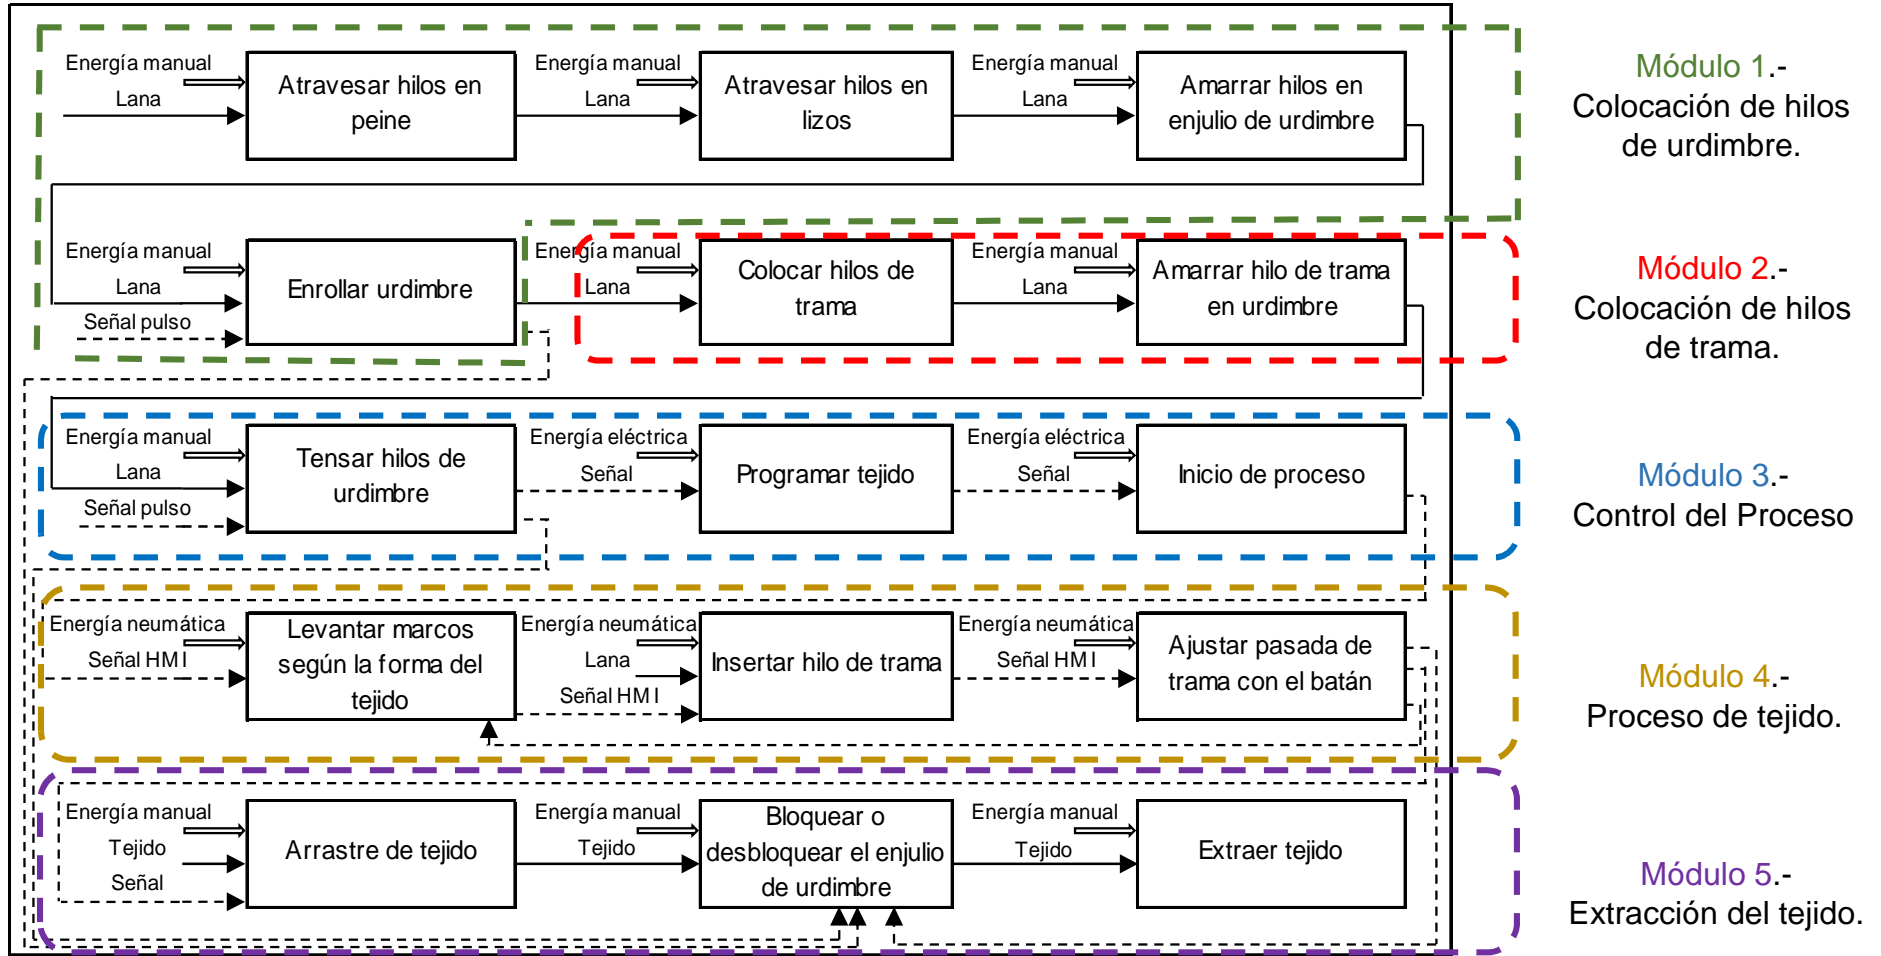 Energía manual
Lana
Atravesar hilos en
peine
Energía manual
Lana
Atravesar hilos en
lizos
Energía manual
Lana
Amarrar hilos en
enjulio de urdimbre
Módulo 1.-
Colocación de hilos
de urdimbre.
Energía manual
Lana
Señal pulso
Enrollar urdimbre
Energía manual
Lana
Colocar hilos de
trama
Energía manual
Lana
Amarrar hilo de trama
en urdimbre
Módulo 2.-
Colocación de hilos
de trama.
Energía manual
Lana
Señal pulso
Tensar hilos de
urdimbre
Energía eléctrica
Señal
Programar tejido
Energía eléctrica
Señal
Inicio de proceso
Módulo 3.-
Control del Proceso
Energía neumática
Señal HMI
Levantar marcos
según la forma del
tejido
Energía neumática
Lana
Señal HMI
Insertar hilo de trama
Energía neumática
Señal HMI
Ajustar pasada de
trama con el batán
Módulo 4.-
Proceso de tejido.
Energía manual
Tejido
Señal
Arrastre de tejido
Energía manual
Tejido
Bloquear o
desbloquear el enjulio
de urdimbre
Energía manual
Tejido
Extraer tejido
Módulo 5.-
Extracción del tejido.